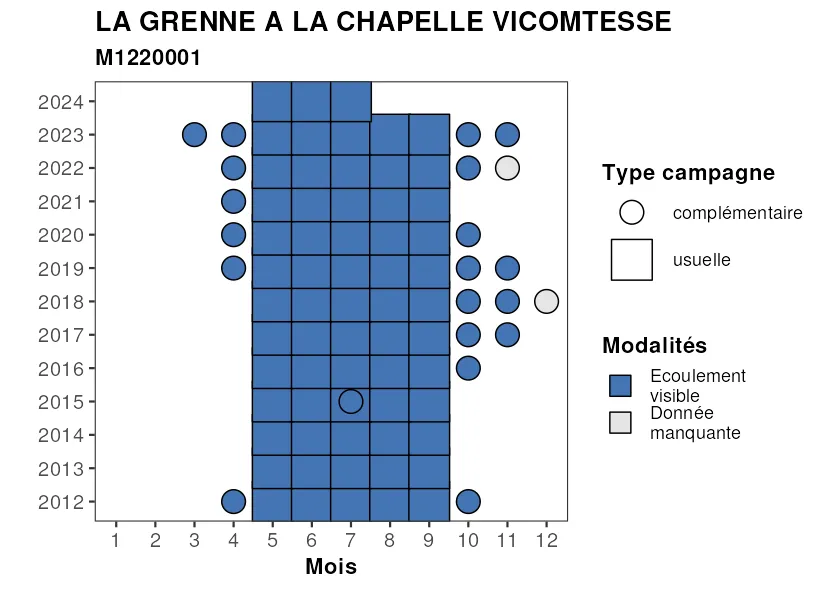 LA GRENNE A LA CHAPELLE VICOMTESSE
M1220001
2024
2023
2022
2021
2020
2019
2018
2017
2016
2015
2014
2013
2012
1 2 3 4 5 6 7 8 9 10 11 12
Mois
Type campagne
complémentaire
usuelle
Modalités
Ecoulement
visible
Donnée
manquante